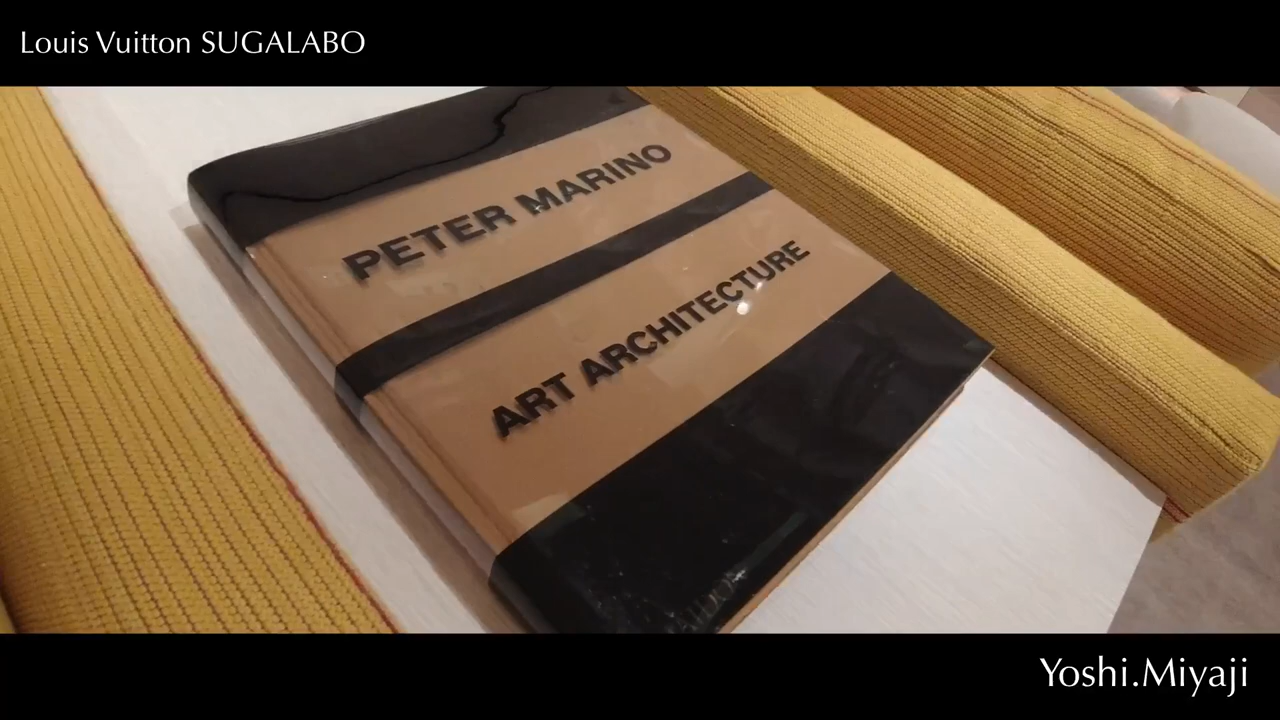 Louis Vuitton SUGALABO
PETER MARINO
ART ARCHITECTURE
Yoshi.Miyaji